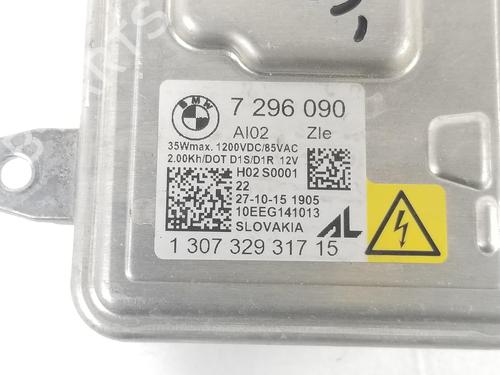 BMW
7 296 090
AI02 ZIe
35Wmax. 1200VDC/85VAC
2.00Kh/DOT D1S/D1R 12V
H02 S0001
22
27-10-15 1905
10EEG141013
SLOVAKIA AL
1 307 329 317 15